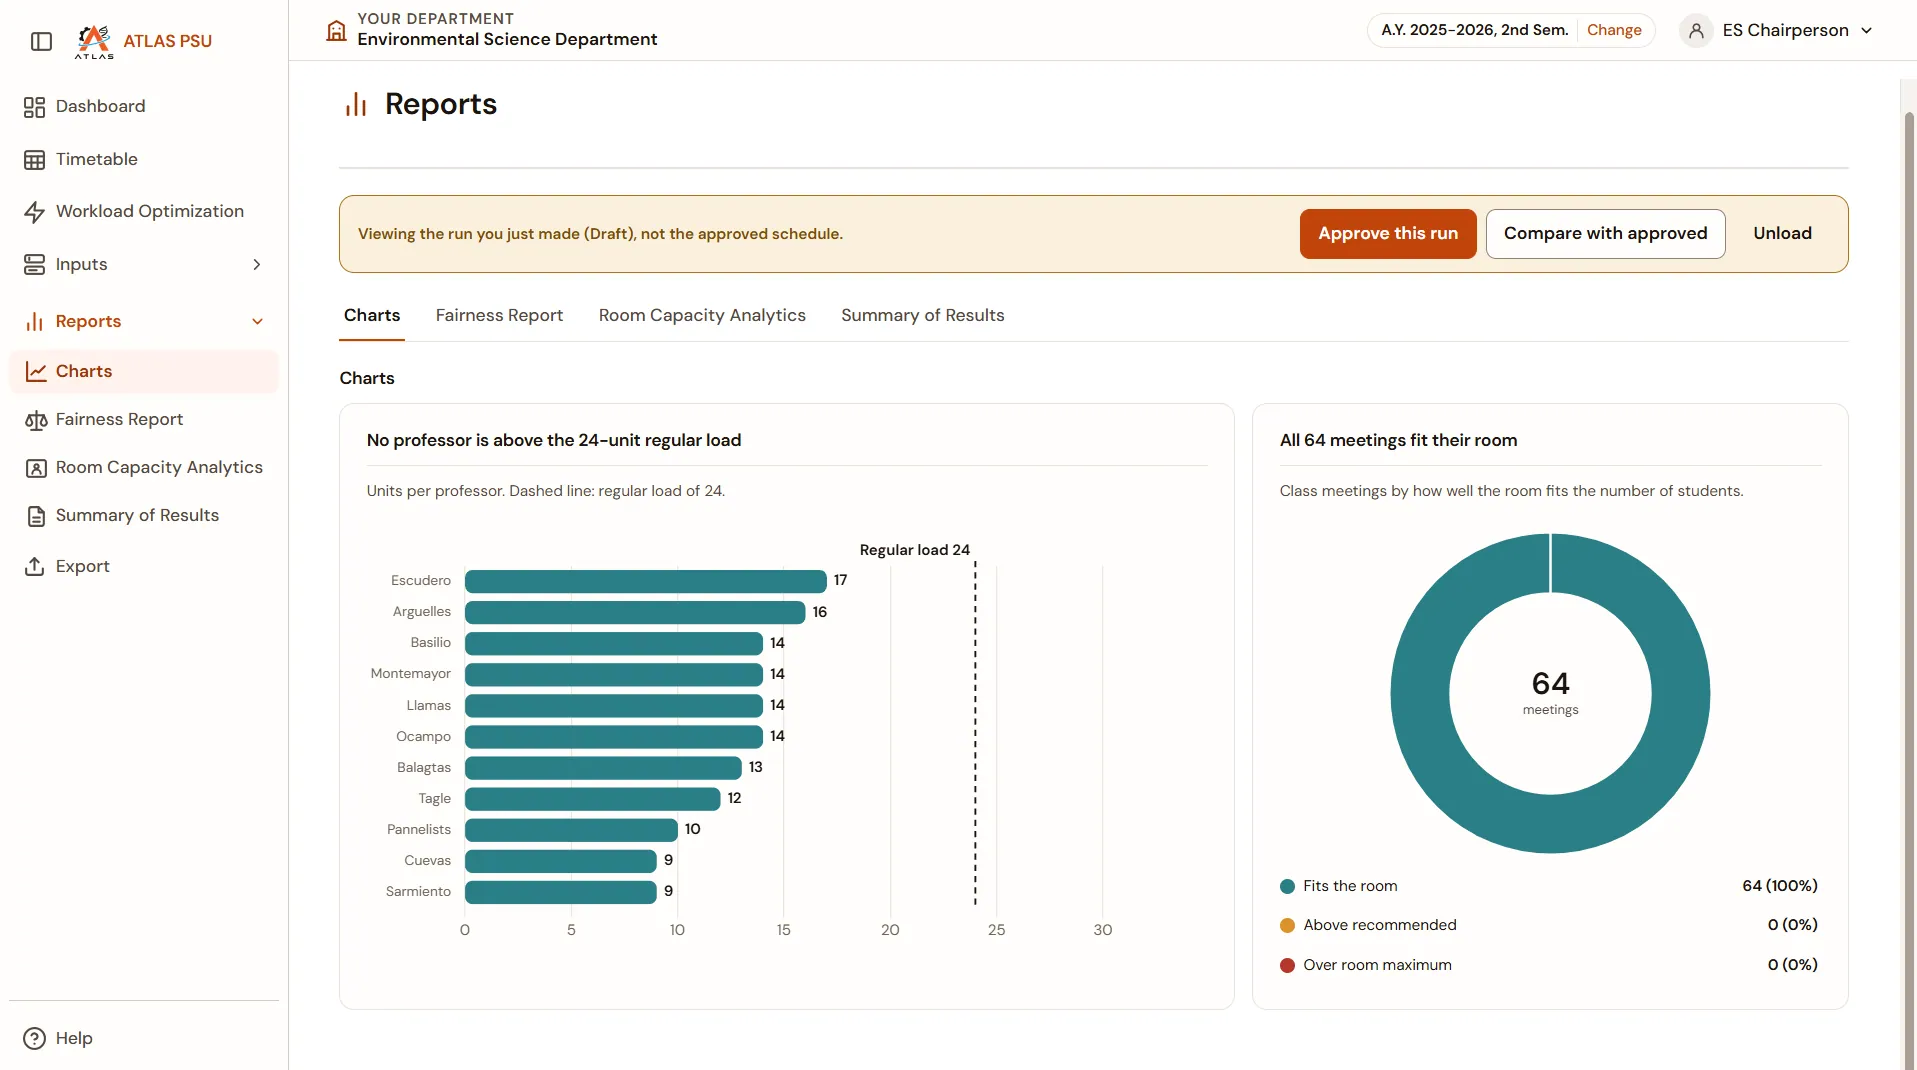 ATLAS
ATLAS PSU
YOUR DEPARTMENT
Environmental Science Department
A.Y. 2025-2026, 2nd Sem.
Change
ES Chairperson
Dashboard
Timetable
Workload Optimization
Inputs
Reports
Charts
Fairness Report
Room Capacity Analytics
Summary of Results
Export
Help
Reports
Viewing the run you just made (Draft), not the approved schedule.
Approve this run
Compare with approved
Unload
Charts
Fairness Report
Room Capacity Analytics
Summary of Results
Charts
No professor is above the 24-unit regular load
Units per professor. Dashed line: regular load of 24.
Regular load 24
Escudero 17
Arguelles 16
Basilio 14
Montemayor 14
Llamas 14
Ocampo 14
Balagtas 13
Tagle 12
Pannelists 10
Cuevas 9
Sarmiento 9
0 5 10 15 20 25 30
All 64 meetings fit their room
Class meetings by how well the room fits the number of students.
64
meetings
Fits the room 64 (100%)
Above recommended 0 (0%)
Over room maximum 0 (0%)